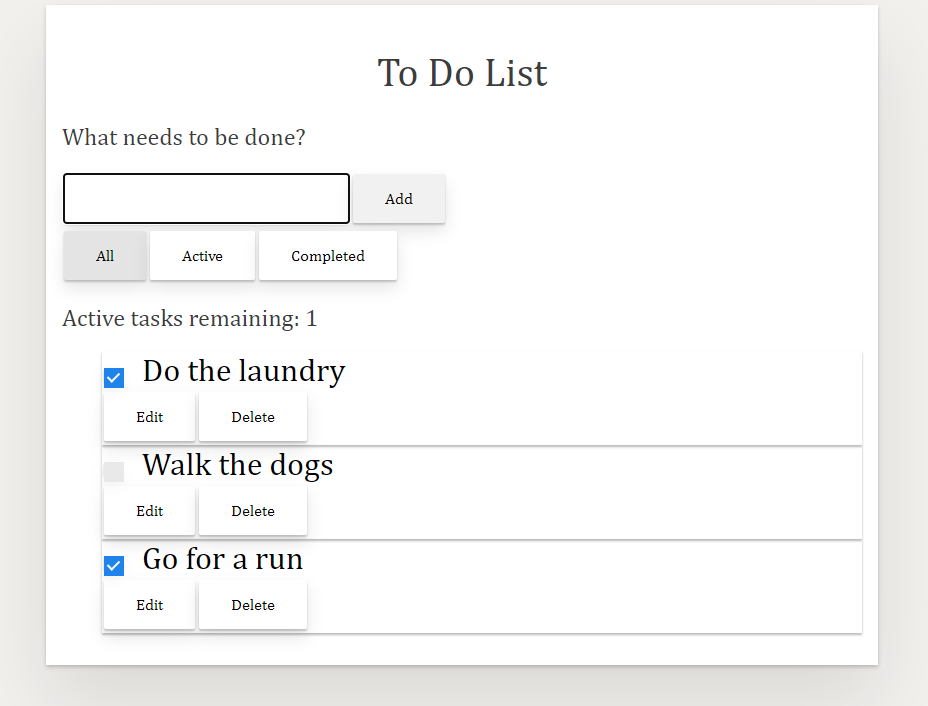 To Do List
What needs to be done?
Add
All Active Completed
Active tasks remaining: 1
Do the laundry
Edit Delete
Walk the dogs
Edit Delete
Go for a run
Edit Delete